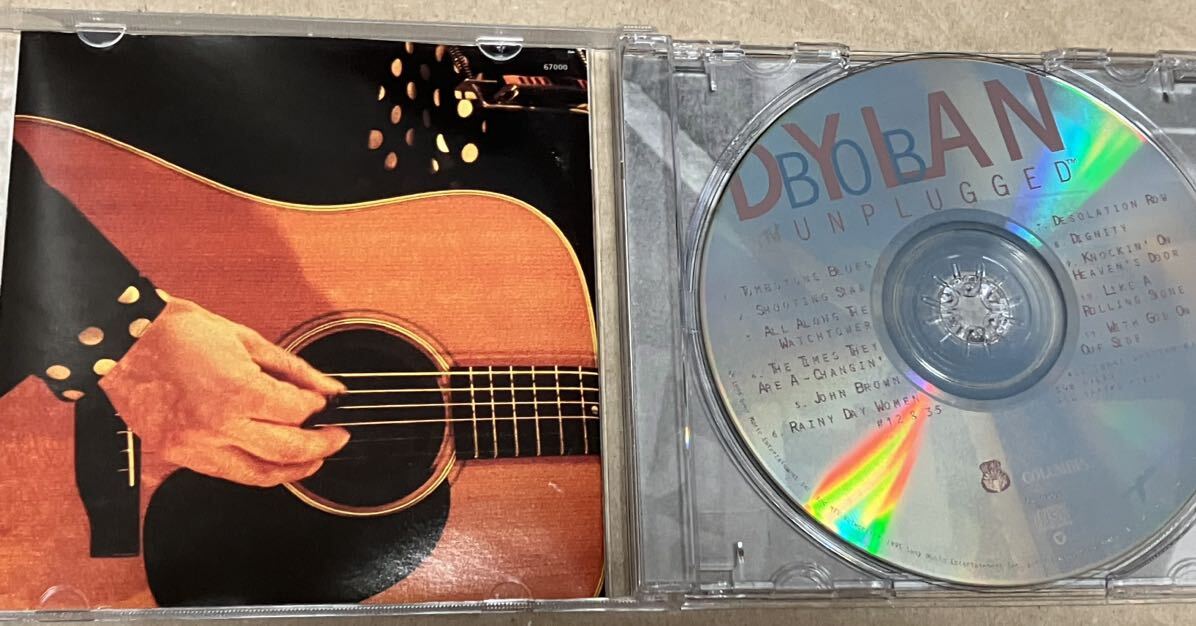 67000
DYLAN
BOB
UNPLUGGED™
1. TOMBSTONE BLUES
2. SHOOTING STAR
3. ALL ALONG THE
WATCHTOWER
4. THE TIMES THEY
ARE A-CHANGIN'
5. JOHN BROWN
6. RAINY DAY WOMEN
#12 & 35
7. DESOLATION ROW
8. DIGNITY
9. KNOCKIN' ON
HEAVEN'S DOOR
10. LIKE A
ROLLING STONE
11. WITH GOD ON
OUR SIDE
COLUMBIA